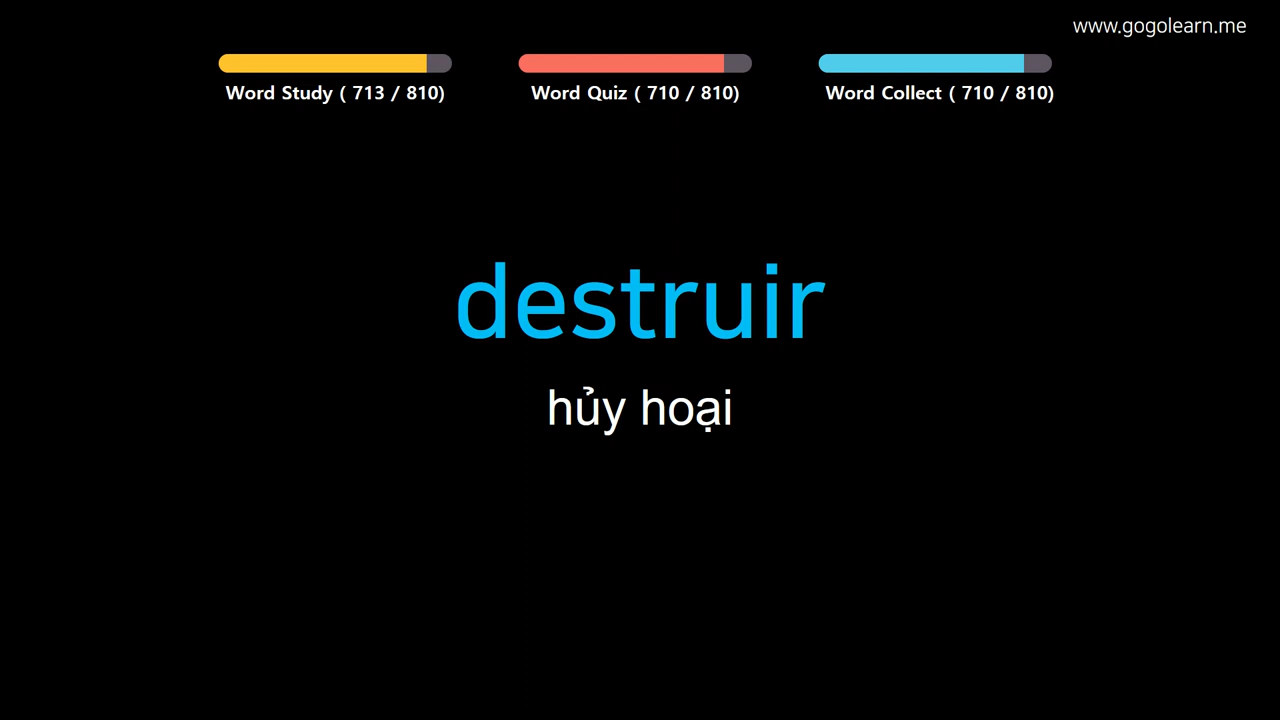 www.gogolearn.me
Word Study ( 713 / 810)
Word Quiz ( 710 / 810)
Word Collect ( 710 / 810)
destruir
hủy hoại